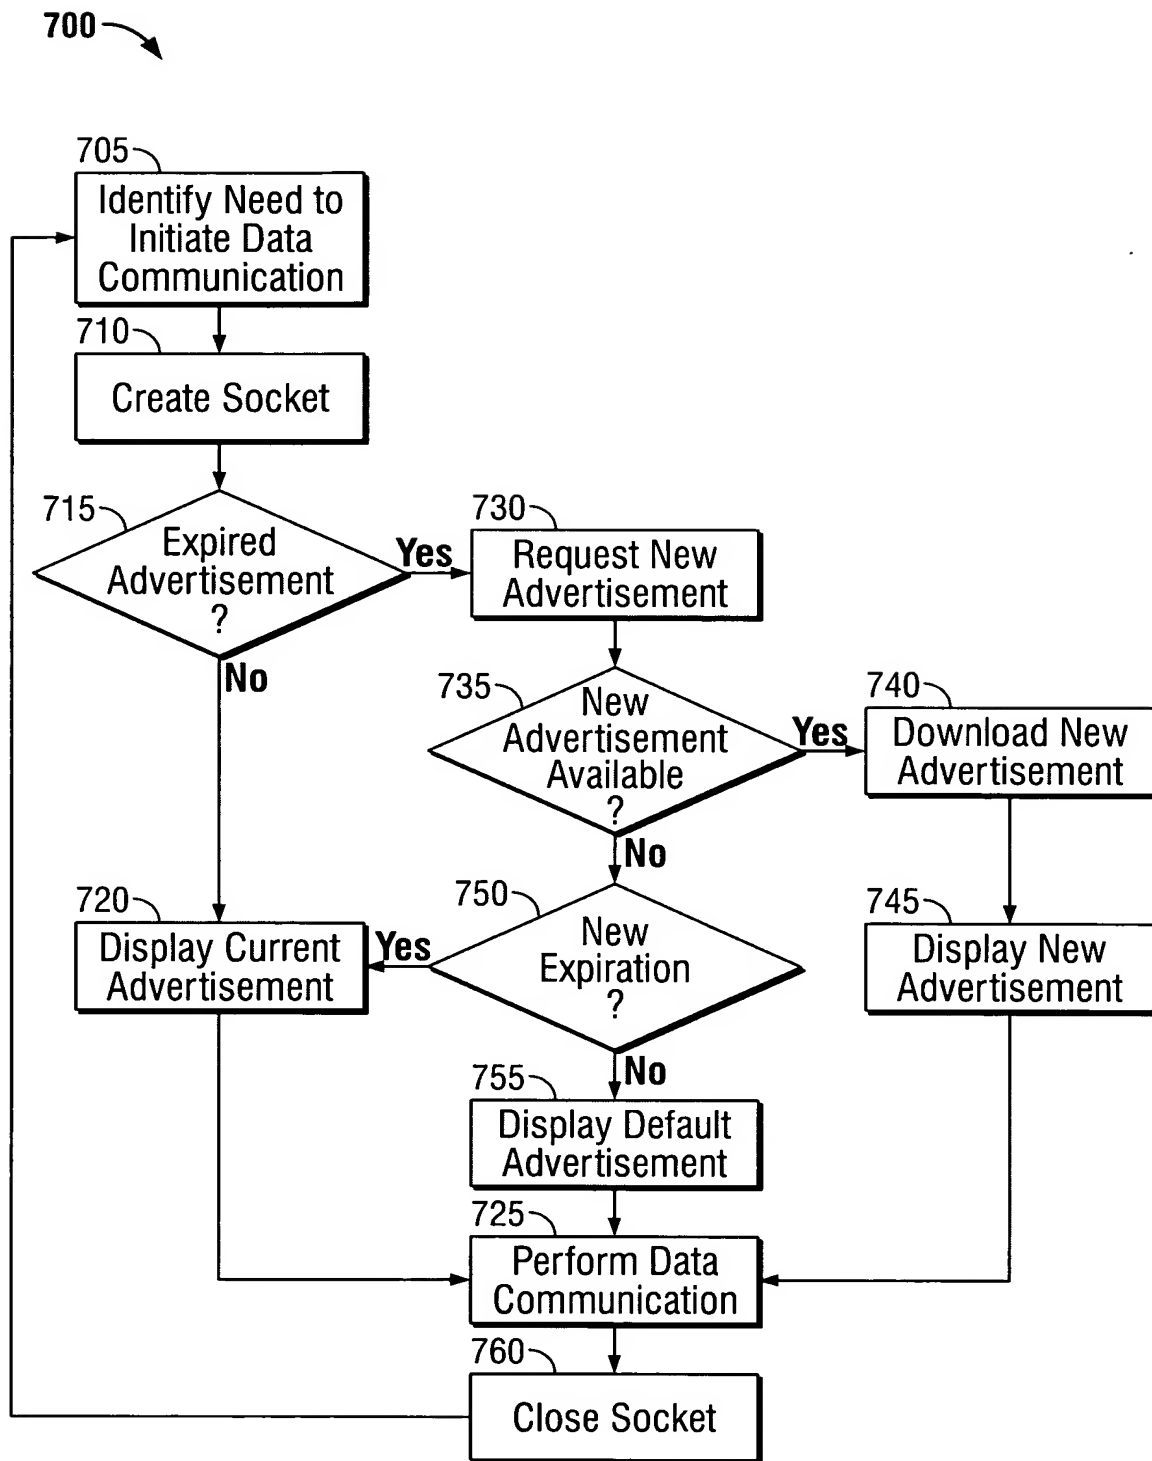 700
705
Identify Need to
Initiate Data
Communication
710
Create Socket
715
Expired
Advertisement
?
Yes
No
730
Request New
Advertisement
735
New
Advertisement
Available
?
Yes
No
740
Download New
Advertisement
745
Display New
Advertisement
750
New
Expiration
?
Yes
No
720
Display Current
Advertisement
755
Display Default
Advertisement
725
Perform Data
Communication
760
Close Socket